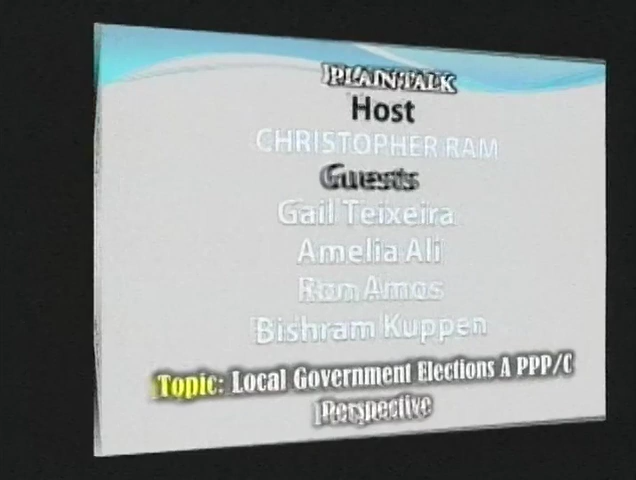 PLAIN TALK
Host
CHRISTOPHER RAM
Guests
Gail Teixeira
Amelia Ali
Ron Amos
Bishram Kuppen
Topic: Local Government Elections A PPP/C
Perspective